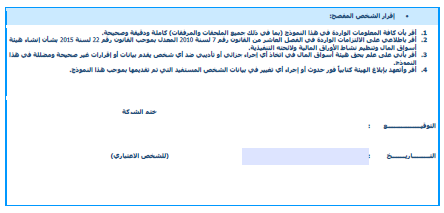 • إقرار الشخص المفصح:
1. أقر بأن كافة المعلومات الواردة في هذا النموذج (بما في ذلك جميع الملحقات والمرفقات) كاملة ودقيقة وصحيحة.
2. أقر باطلاعي على الالتزامات الواردة في الفصل العاشر من القانون رقم 7 لسنة 2010 المعدل بموجب القانون رقم 22 لسنة 2015 بشأن إنشاء هيئة
أسواق المال وتنظيم نشاط الأوراق المالية ولائحته التنفيذية.
3. أقر بأني على علم بحق هيئة أسواق المال في اتخاذ أي إجراء جزائي أو تأديبي ضد أي شخص يقدم بيانات أو إقرارات غير صحيحة ومضللة في هذا
النموذج.
4. أقر وأتعهد بإبلاغ الهيئة كتابياً فور حدوث أو إجراء أي تغيير في بيانات الشخص المستفيد التي تم تقديمها بموجب هذا النموذج.
ختم الشركة
التوقيـــــــــــع :
التـــــــاريـــــــخ : (للشخص الاعتباري)